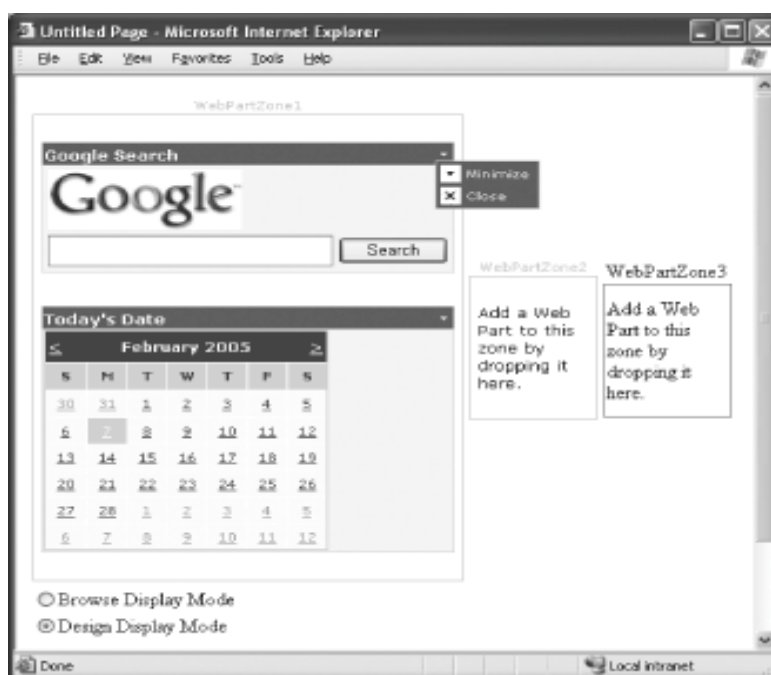 Untitled Page - Microsoft Internet Explorer
File Edit View Favorites Tools Help
WebPartZone1
Google Search
Minimize
Close
Google
Search
WebPartZone2
Add a Web
Part to this
zone by
dropping it
here.
WebPartZone3
Add a Web
Part to this
zone by
dropping it
here.
Today's Date
< February 2005 >
S M T W T F S
30 31 1 2 3 4 5
6 7 8 9 10 11 12
13 14 15 16 17 18 19
20 21 22 23 24 25 26
27 28 1 2 3 4 5
6 7 8 9 10 11 12
Browse Display Mode
Design Display Mode
Done
Local intranet